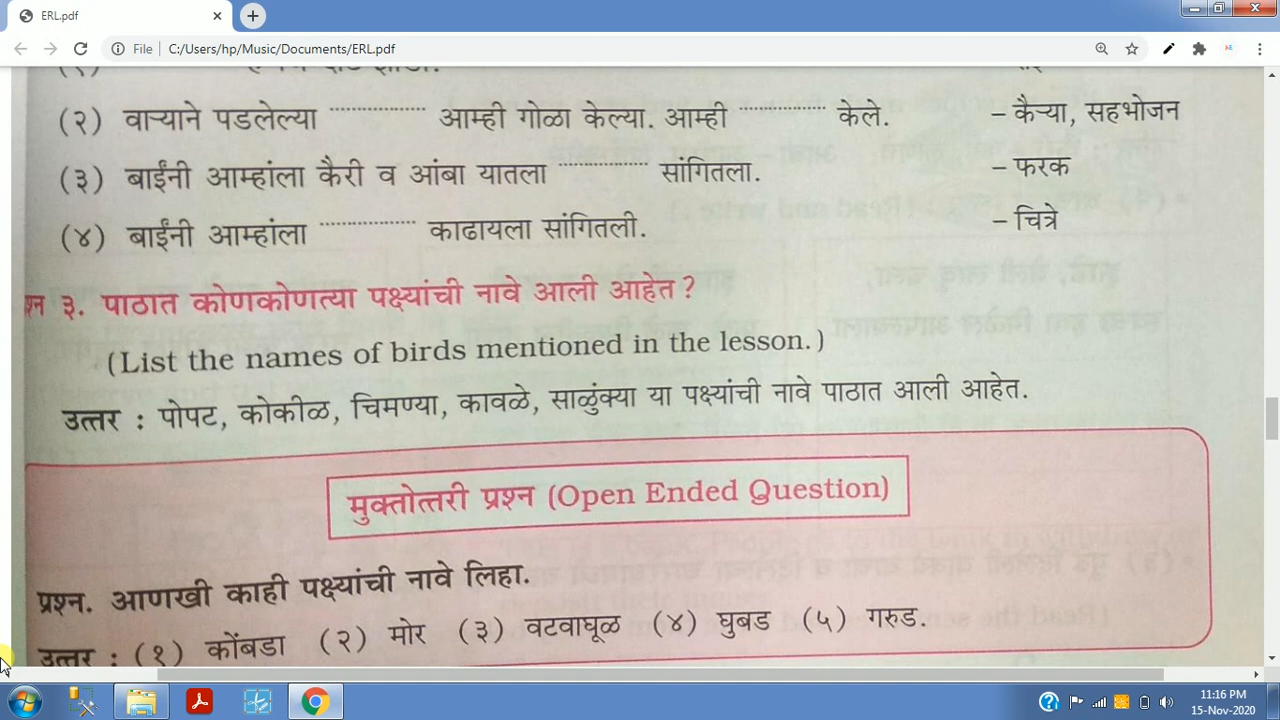 ERL.pdf
File C:/Users/hp/Music/Documents/ERL.pdf
(२) वाऱ्याने पडलेल्या ................ आम्ही गोळा केल्या. आम्ही ................ केले. – कैऱ्या, सहभोजन
(३) बाईंनी आम्हांला कैरी व आंबा यातला ................ सांगितला. – फरक
(४) बाईंनी आम्हांला ................ काढायला सांगितली. – चित्रे
३. पाठात कोणकोणत्या पक्ष्यांची नावे आली आहेत?
(List the names of birds mentioned in the lesson.)
उत्तर : पोपट, कोकीळ, चिमण्या, कावळे, साळुंक्या या पक्ष्यांची नावे पाठात आली आहेत.
मुक्तोत्तरी प्रश्न (Open Ended Question)
प्रश्न. आणखी काही पक्ष्यांची नावे लिहा.
उत्तर : (१) कोंबडा (२) मोर (३) वटवाघूळ (४) घुबड (५) गरुड.
11:16 PM
15-Nov-2020